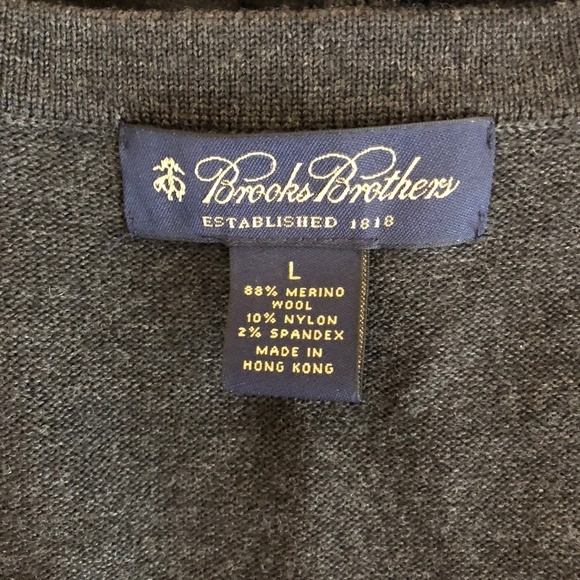 Brooks Brothers
ESTABLISHED 1818
L
88% MERINO
WOOL
10% NYLON
2% SPANDEX
MADE IN
HONG KONG